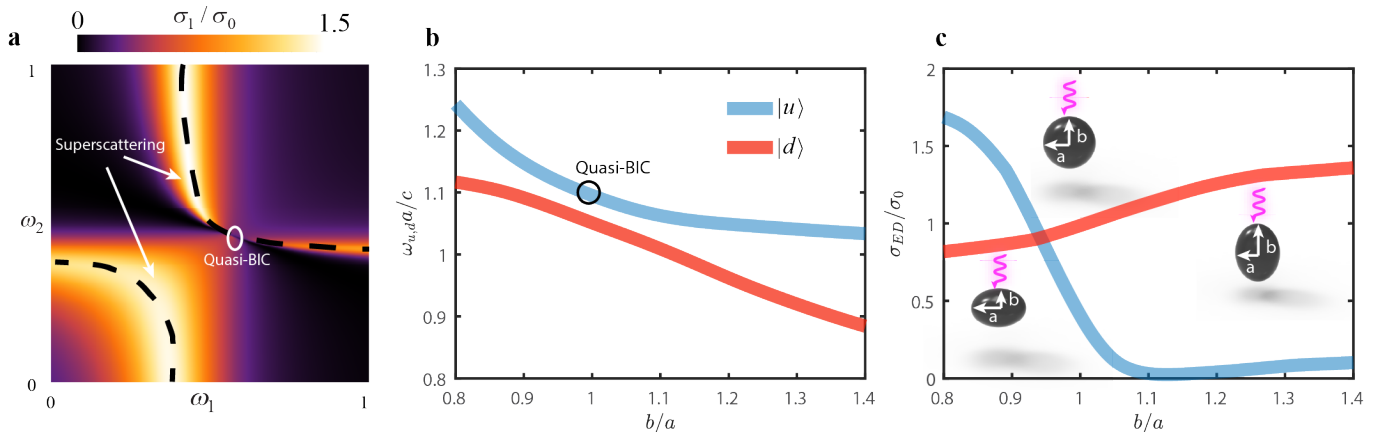 a
0
σ₁ / σ₀
1.5
1
Superscattering
ω₂
Quasi-BIC
0
ω₁
1
b
1.3
1.2
1.1
1
0.9
0.8
ω_{u,d}a/c
|u⟩
|d⟩
Quasi-BIC
0.8 0.9 1 1.1 1.2 1.3 1.4
b/a
c
2
1.5
1
0.5
0
σ_{ED}/σ₀
a b
a b
a b
0.8 0.9 1 1.1 1.2 1.3 1.4
b/a